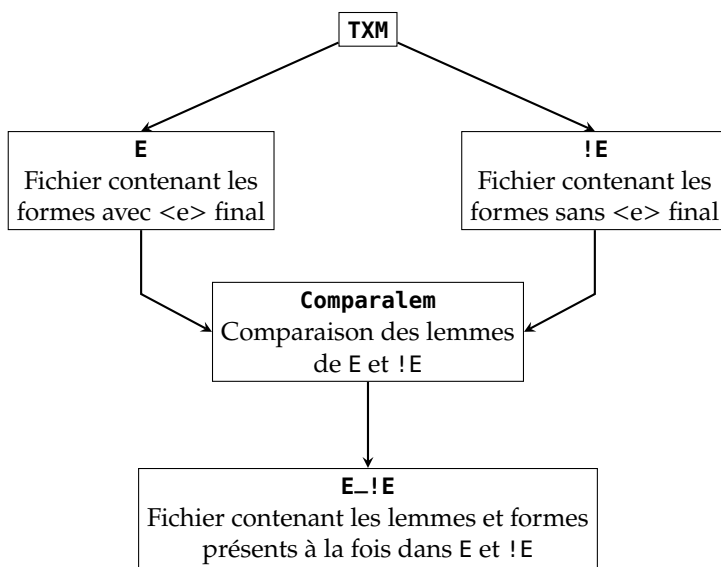 TXM
E
Fichier contenant les
formes avec <e> final
!E
Fichier contenant les
formes sans <e> final
Comparalem
Comparaison des lemmes
de E et !E
E_!E
Fichier contenant les lemmes et formes
présents à la fois dans E et !E